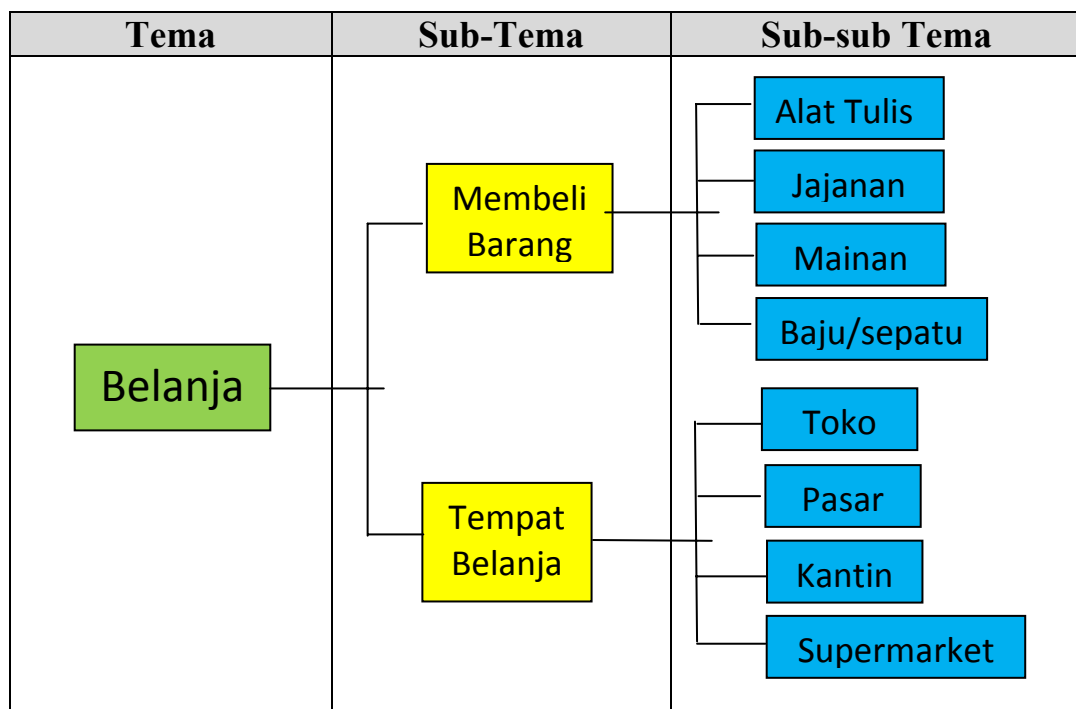 Tema
Sub-Tema
Sub-sub Tema
Belanja
Membeli
Barang
Alat Tulis
Jajanan
Mainan
Baju/sepatu
Tempat
Belanja
Toko
Pasar
Kantin
Supermarket